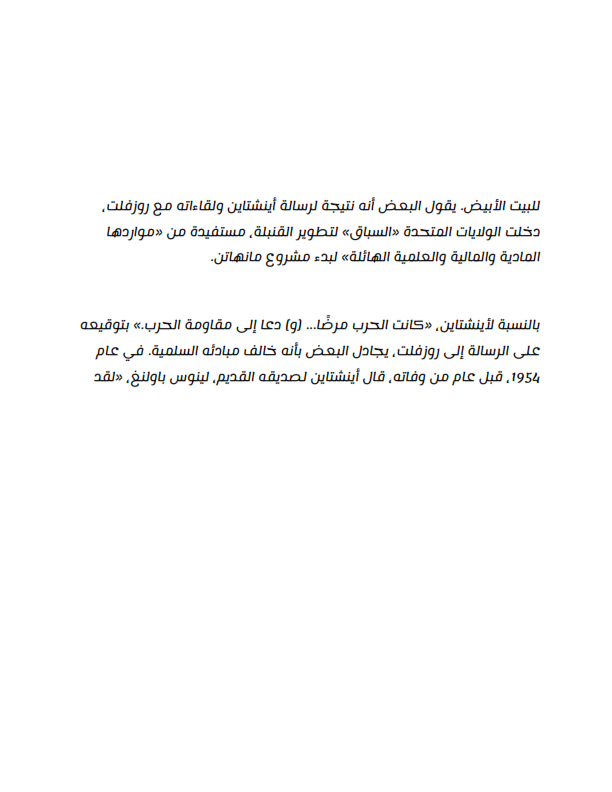 للبيت الأبيض. يقول البعض أنه نتيجة لرسالة أينشتاين ولقاءاته مع روزفلت،
دخلت الولايات المتحدة «السباق» لتطوير القنبلة، مستفيدة من «مواردها
المادية والمالية والعلمية الهائلة» لبدء مشروع مانهاتن.
بالنسبة لأينشتاين، «كانت الحرب مرضًا... (و) دعا إلى مقاومة الحرب.» بتوقيعه
على الرسالة إلى روزفلت، يجادل البعض بأنه خالف مبادئه السلمية. في عام
1954، قبل عام من وفاته، قال أينشتاين لصديقه القديم، لينوس باولنغ، «لقد